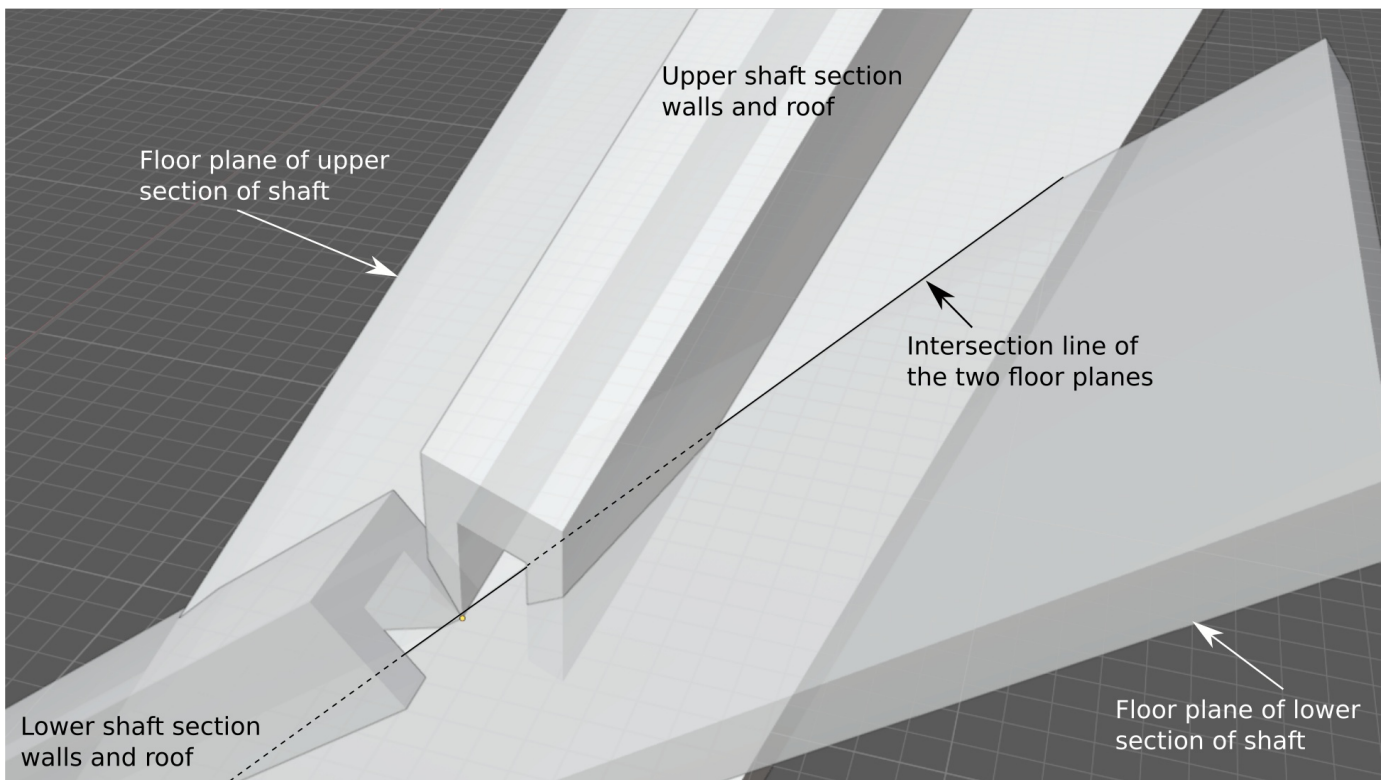 Upper shaft section
walls and roof
Floor plane of upper
section of shaft
Intersection line of
the two floor planes
Floor plane of lower
section of shaft
Lower shaft section
walls and roof